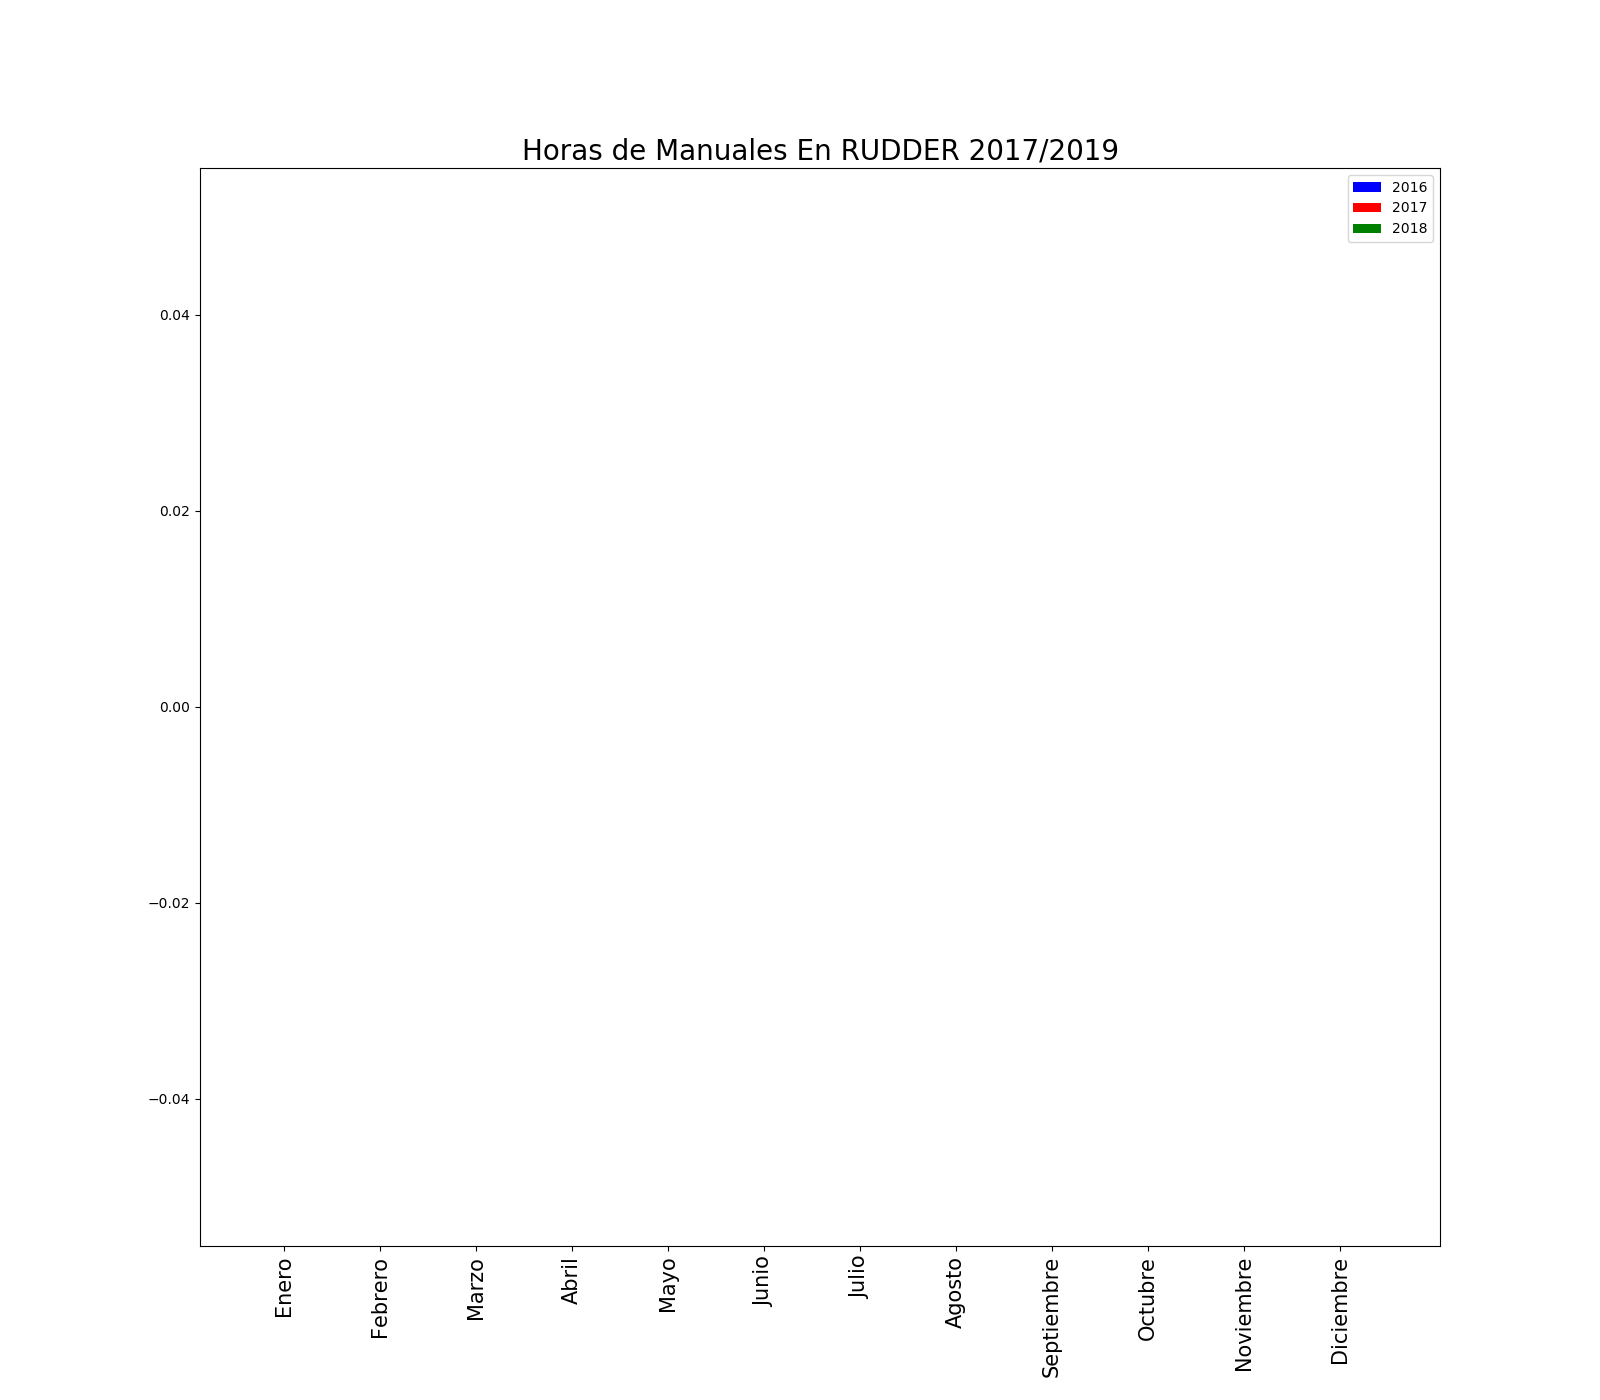 Horas de Manuales En RUDDER 2017/2019
2016
2017
2018
0.04
0.02
0.00
−0.02
−0.04
Enero
Febrero
Marzo
Abril
Mayo
Junio
Julio
Agosto
Septiembre
Octubre
Noviembre
Diciembre